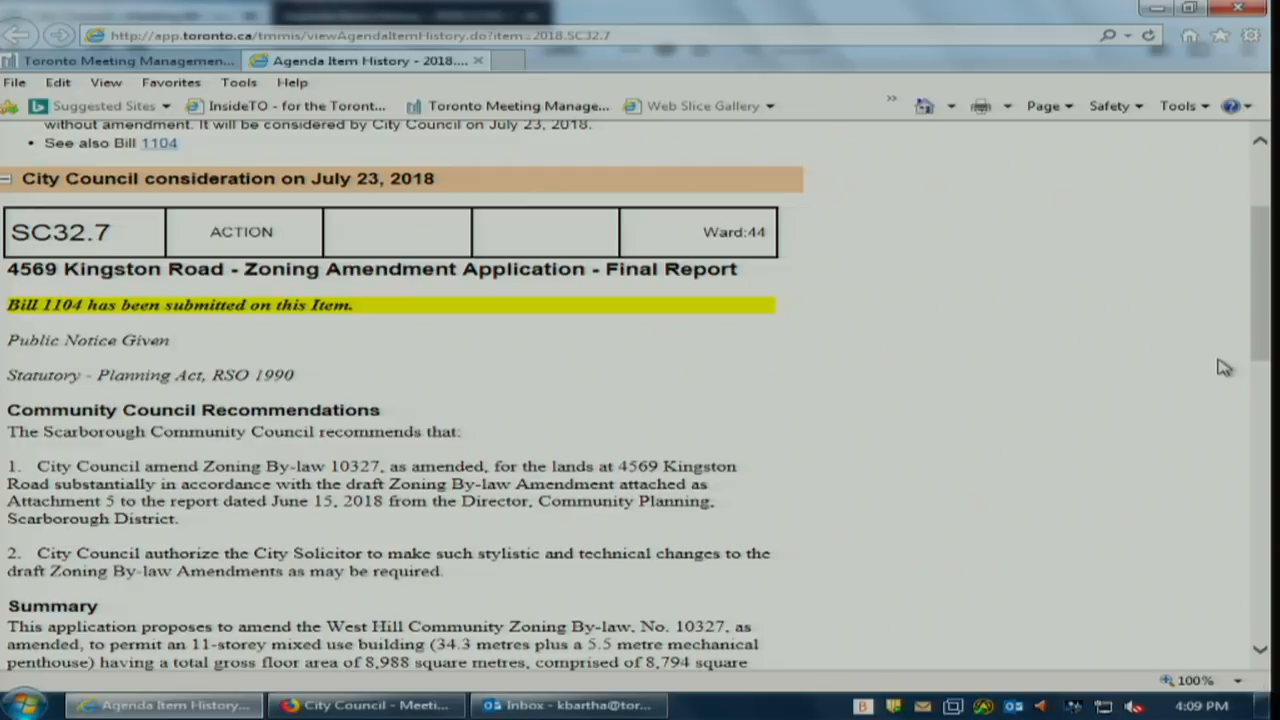 http://app.toronto.ca/tmmis/viewAgendaItemHistory.do?item=2018.SC32.7
Toronto Meeting Managemen...
Agenda Item History - 2018....
File Edit View Favorites Tools Help
Suggested Sites
InsideTO - for the Toront...
Toronto Meeting Manage...
Web Slice Gallery
»
Page
Safety
Tools
without amendment. It will be considered by City Council on July 23, 2018.
• See also Bill 1104
City Council consideration on July 23, 2018
SC32.7 ACTION Ward:44
4569 Kingston Road - Zoning Amendment Application - Final Report
Bill 1104 has been submitted on this Item.
Public Notice Given
Statutory - Planning Act, RSO 1990
Community Council Recommendations
The Scarborough Community Council recommends that:
1. City Council amend Zoning By-law 10327, as amended, for the lands at 4569 Kingston
Road substantially in accordance with the draft Zoning By-law Amendment attached as
Attachment 5 to the report dated June 15, 2018 from the Director, Community Planning,
Scarborough District.
2. City Council authorize the City Solicitor to make such stylistic and technical changes to the
draft Zoning By-law Amendments as may be required.
Summary
This application proposes to amend the West Hill Community Zoning By-law, No. 10327, as
amended, to permit an 11-storey mixed use building (34.3 metres plus a 5.5 metre mechanical
penthouse) having a total gross floor area of 8,988 square metres, comprised of 8,794 square
100%
Agenda Item History...
City Council - Meeti...
Inbox - kbartha@tor...
B
4:09 PM